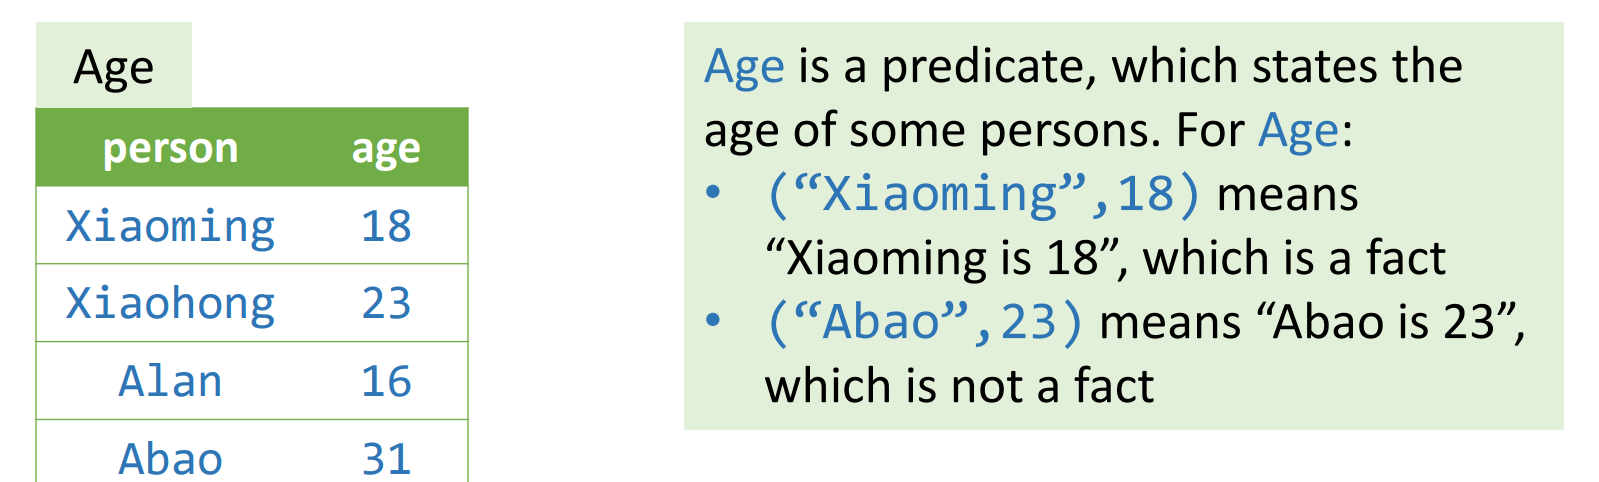 Age
person age
Xiaoming 18
Xiaohong 23
Alan 16
Abao 31
Age is a predicate, which states the
age of some persons. For Age:
• (“Xiaoming”,18) means
“Xiaoming is 18”, which is a fact
• (“Abao”,23) means “Abao is 23”,
which is not a fact